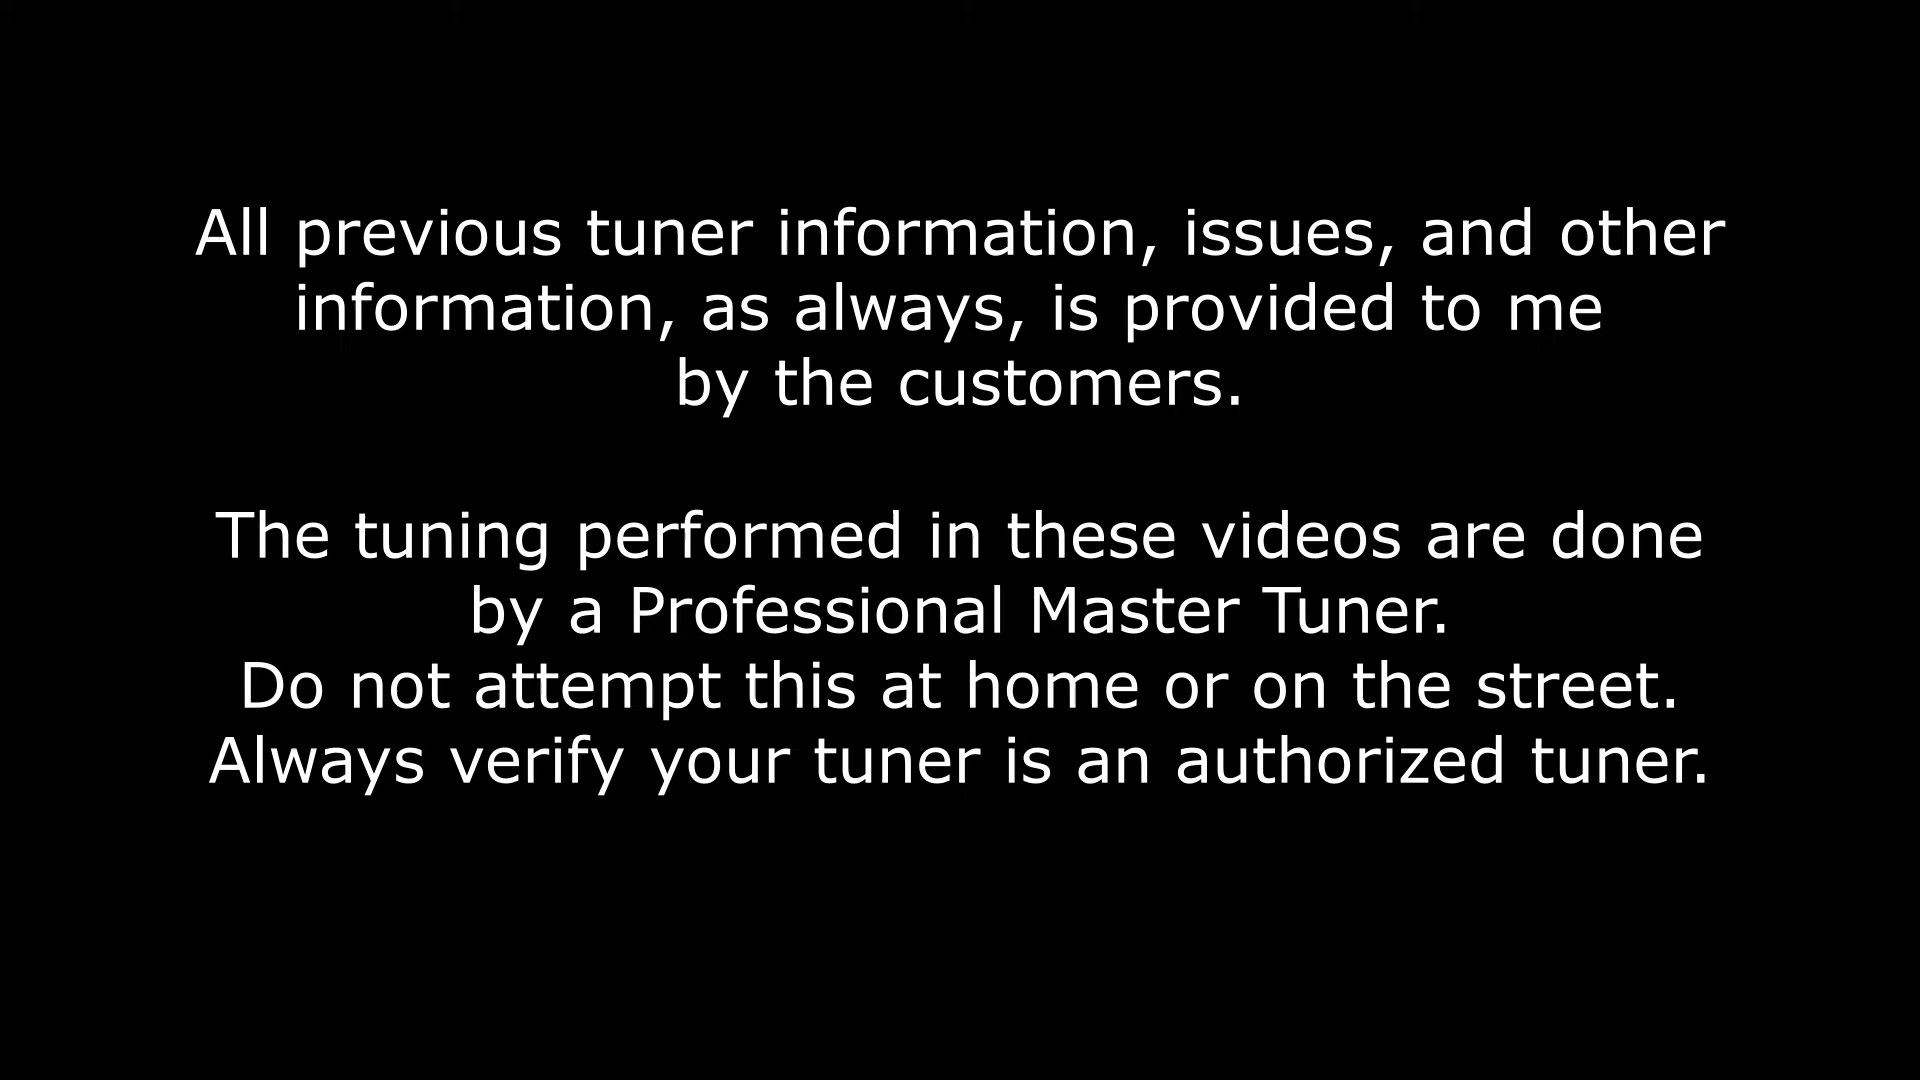 All previous tuner information, issues, and other
information, as always, is provided to me
by the customers.
The tuning performed in these videos are done
by a Professional Master Tuner.
Do not attempt this at home or on the street.
Always verify your tuner is an authorized tuner.